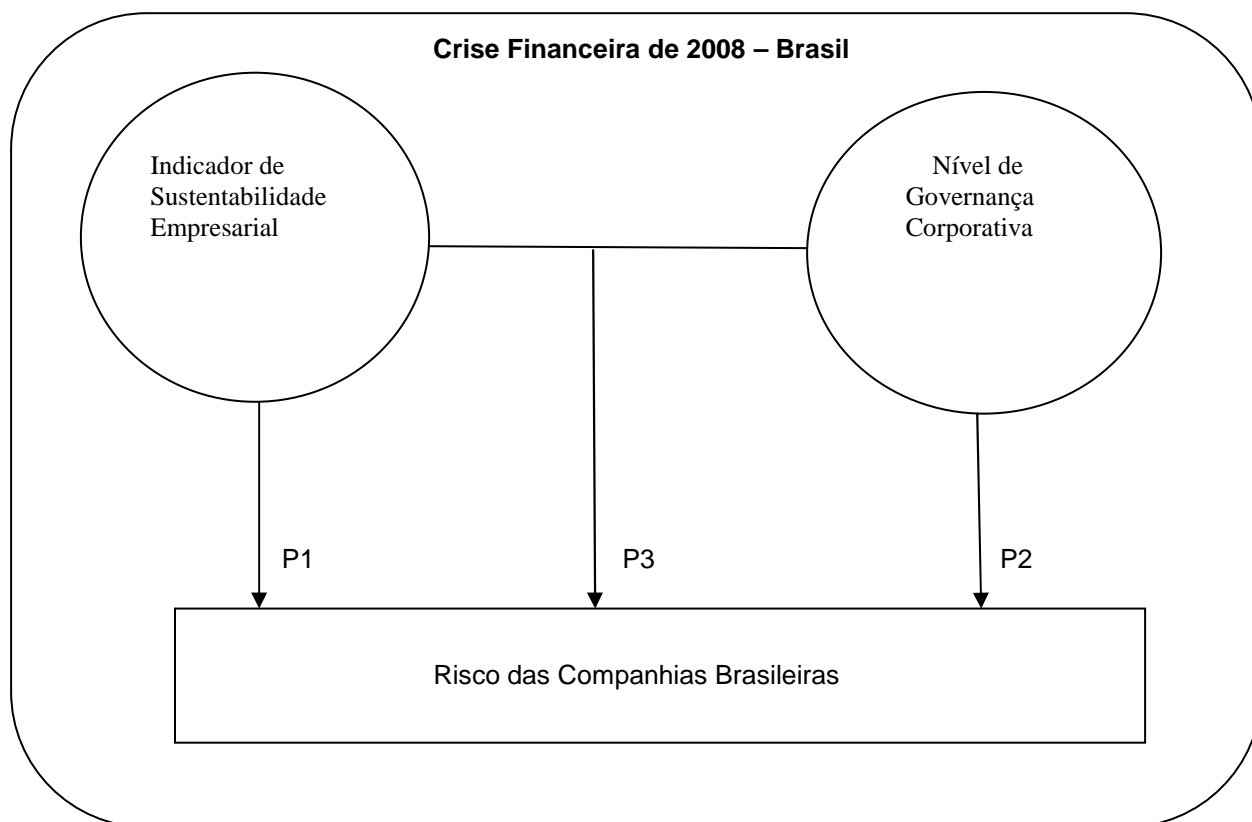 Crise Financeira de 2008 – Brasil
Indicador de
Sustentabilidade
Empresarial
Nível de
Governança
Corporativa
P1
P3
P2
Risco das Companhias Brasileiras